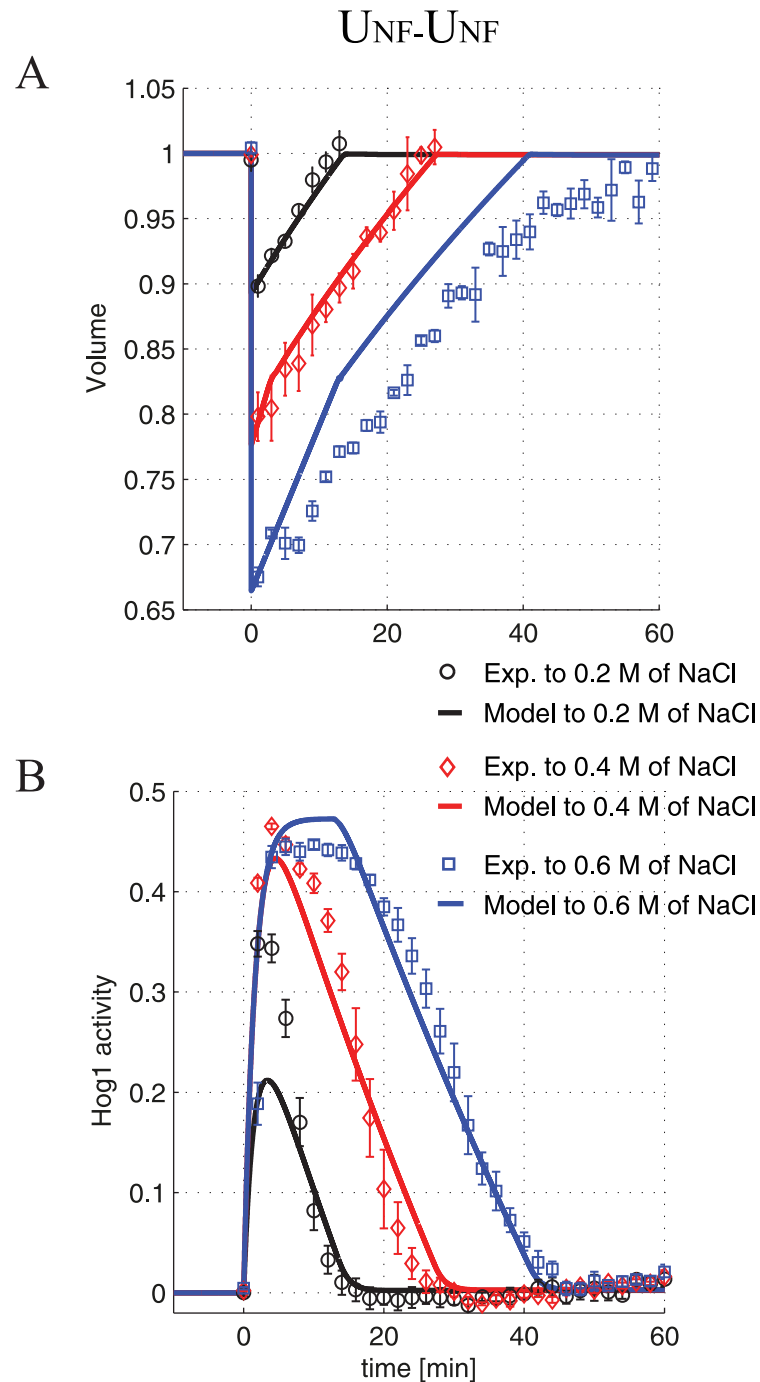 UNF-UNF
A
1.05
1
0.95
0.9
0.85
0.8
0.75
0.7
0.65
Volume
0 20 40 60
Exp. to 0.2 M of NaCl
Model to 0.2 M of NaCl
Exp. to 0.4 M of NaCl
Model to 0.4 M of NaCl
Exp. to 0.6 M of NaCl
Model to 0.6 M of NaCl
B
0.5
0.4
0.3
0.2
0.1
0
Hog1 activity
0 20 40 60
time [min]